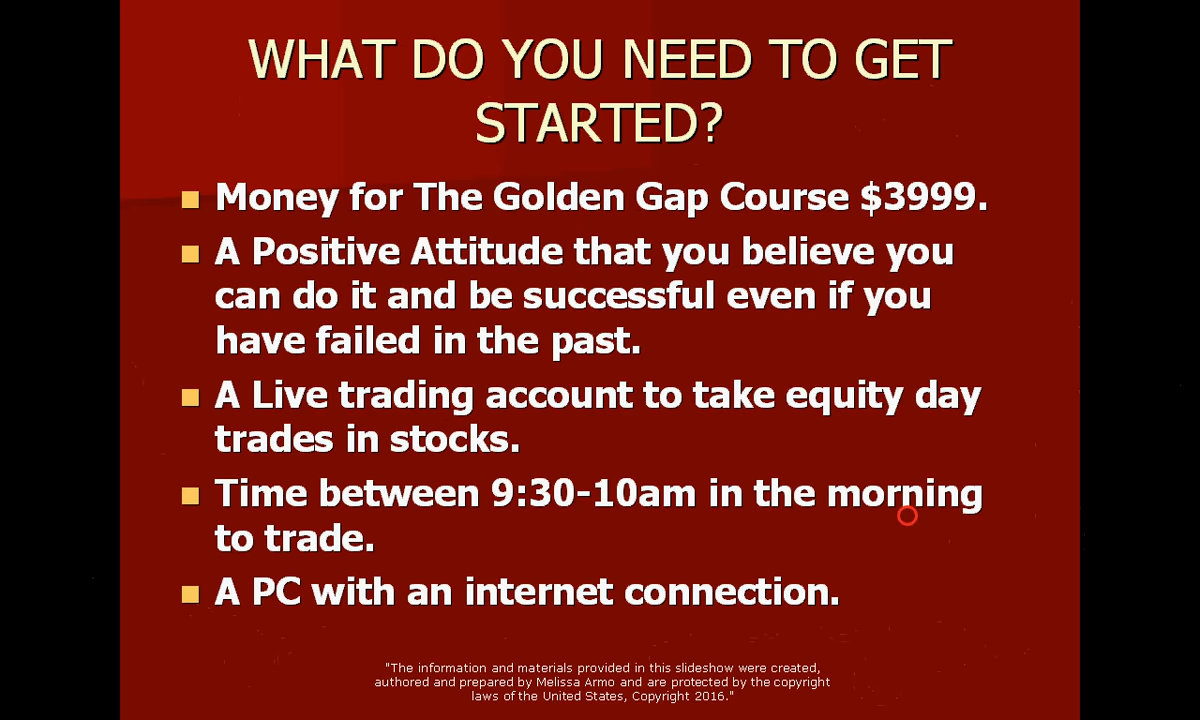 WHAT DO YOU NEED TO GET
STARTED?
Money for The Golden Gap Course $3999.
A Positive Attitude that you believe you
can do it and be successful even if you
have failed in the past.
A Live trading account to take equity day
trades in stocks.
Time between 9:30-10am in the morning
to trade.
A PC with an internet connection.
"The information and materials provided in this slideshow were created,
authored and prepared by Melissa Armo and are protected by the copyright
laws of the United States, Copyright 2016."